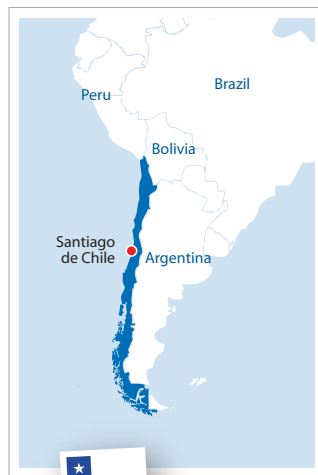 Brazil
Peru
Bolivia
Santiago
de Chile
Argentina